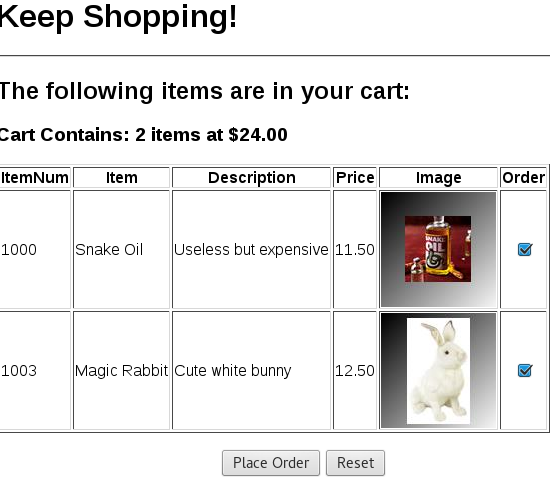 Keep Shopping!
The following items are in your cart:
Cart Contains: 2 items at $24.00
ItemNum Item Description Price Image Order
1000 Snake Oil Useless but expensive 11.50
SNAKE
OIL
1003 Magic Rabbit Cute white bunny 12.50
Place Order Reset